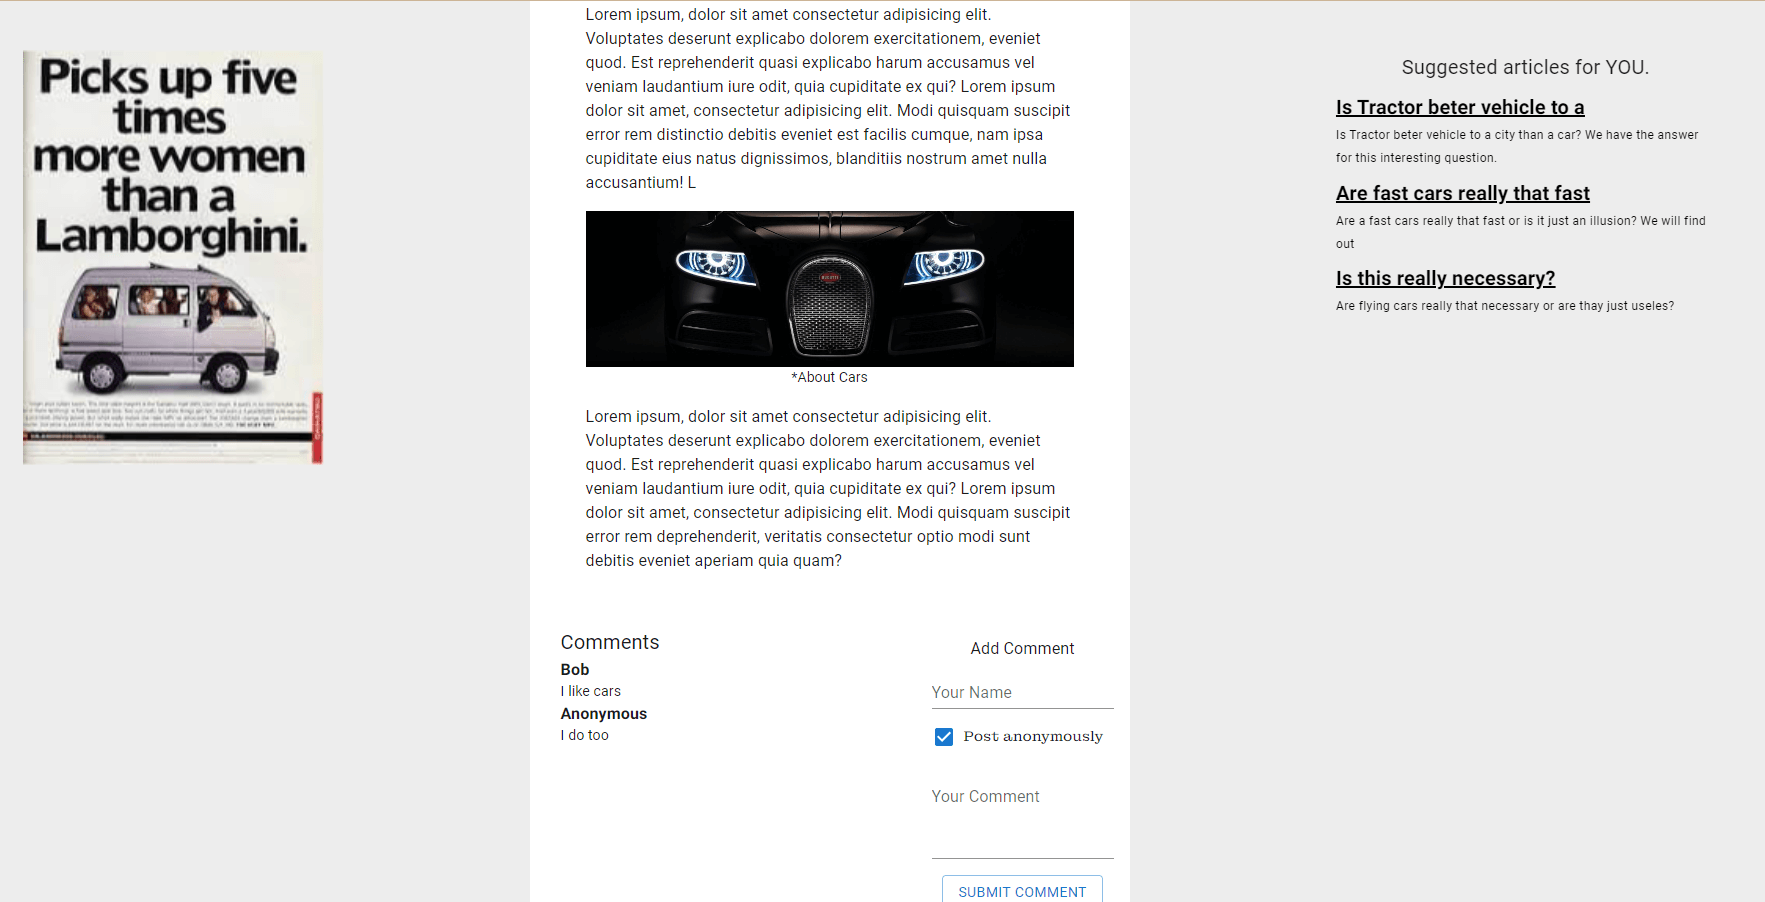 Picks up five
times
more women
than a
Lamborghini.
Lorem ipsum, dolor sit amet consectetur adipisicing elit.
Voluptates deserunt explicabo dolorem exercitationem, eveniet
quod. Est reprehenderit quasi explicabo harum accusamus vel
veniam laudantium iure odit, quia cupiditate ex qui? Lorem ipsum
dolor sit amet, consectetur adipisicing elit. Modi quisquam suscipit
error rem distinctio debitis eveniet est facilis cumque, nam ipsa
cupiditate eius natus dignissimos, blanditiis nostrum amet nulla
accusantium! L
*About Cars
Lorem ipsum, dolor sit amet consectetur adipisicing elit.
Voluptates deserunt explicabo dolorem exercitationem, eveniet
quod. Est reprehenderit quasi explicabo harum accusamus vel
veniam laudantium iure odit, quia cupiditate ex qui? Lorem ipsum
dolor sit amet, consectetur adipisicing elit. Modi quisquam suscipit
error rem deprehenderit, veritatis consectetur optio modi sunt
debitis eveniet aperiam quia quam?
Comments
Bob
I like cars
Anonymous
I do too
Add Comment
Your Name
Post anonymously
Your Comment
SUBMIT COMMENT
Suggested articles for YOU.
Is Tractor beter vehicle to a
Is Tractor beter vehicle to a city than a car? We have the answer
for this interesting question.
Are fast cars really that fast
Are a fast cars really that fast or is it just an illusion? We will find
out
Is this really necessary?
Are flying cars really that necessary or are thay just useles?